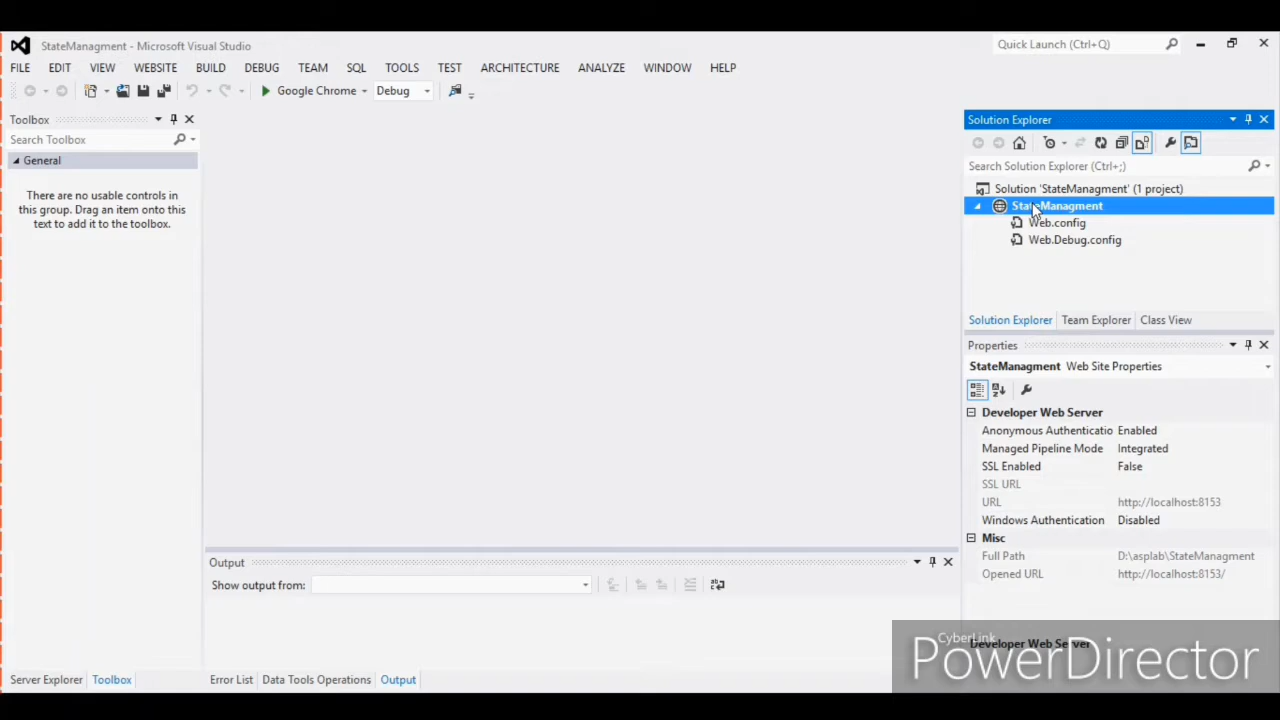 StateManagment - Microsoft Visual Studio
Quick Launch (Ctrl+Q)
FILE EDIT VIEW WEBSITE BUILD DEBUG TEAM SQL TOOLS TEST ARCHITECTURE ANALYZE WINDOW HELP
Google Chrome Debug
Toolbox
Search Toolbox
General
There are no usable controls in
this group. Drag an item onto this
text to add it to the toolbox.
Solution Explorer
Search Solution Explorer (Ctrl+;)
Solution 'StateManagment' (1 project)
StateManagment
Web.config
Web.Debug.config
Solution Explorer Team Explorer Class View
Properties
StateManagment Web Site Properties
Developer Web Server
Anonymous Authenticatio Enabled
Managed Pipeline Mode Integrated
SSL Enabled False
SSL URL
URL http://localhost:8153
Windows Authentication Disabled
Misc
Full Path D:\asplab\StateManagment
Opened URL http://localhost:8153/
Developer Web Server
Output
Show output from:
Server Explorer Toolbox
Error List Data Tools Operations Output
CyberLink
PowerDirector